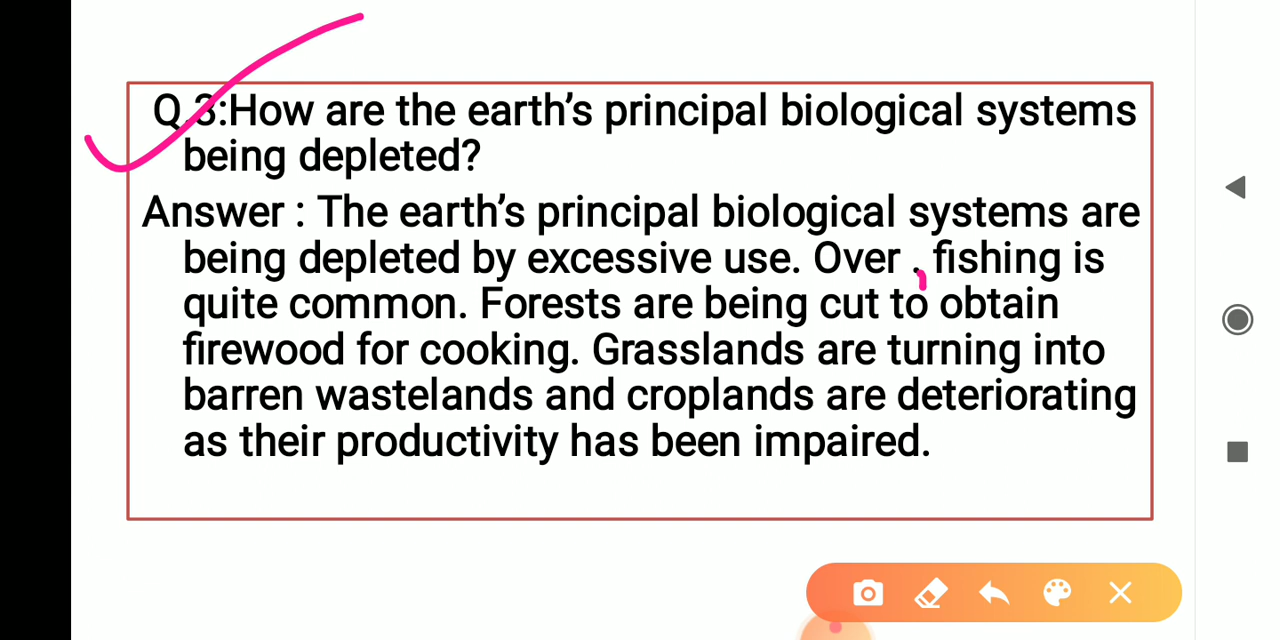 Q.3:How are the earth's principal biological systems
being depleted?
Answer : The earth's principal biological systems are
being depleted by excessive use. Over . fishing is
quite common. Forests are being cut to obtain
firewood for cooking. Grasslands are turning into
barren wastelands and croplands are deteriorating
as their productivity has been impaired.